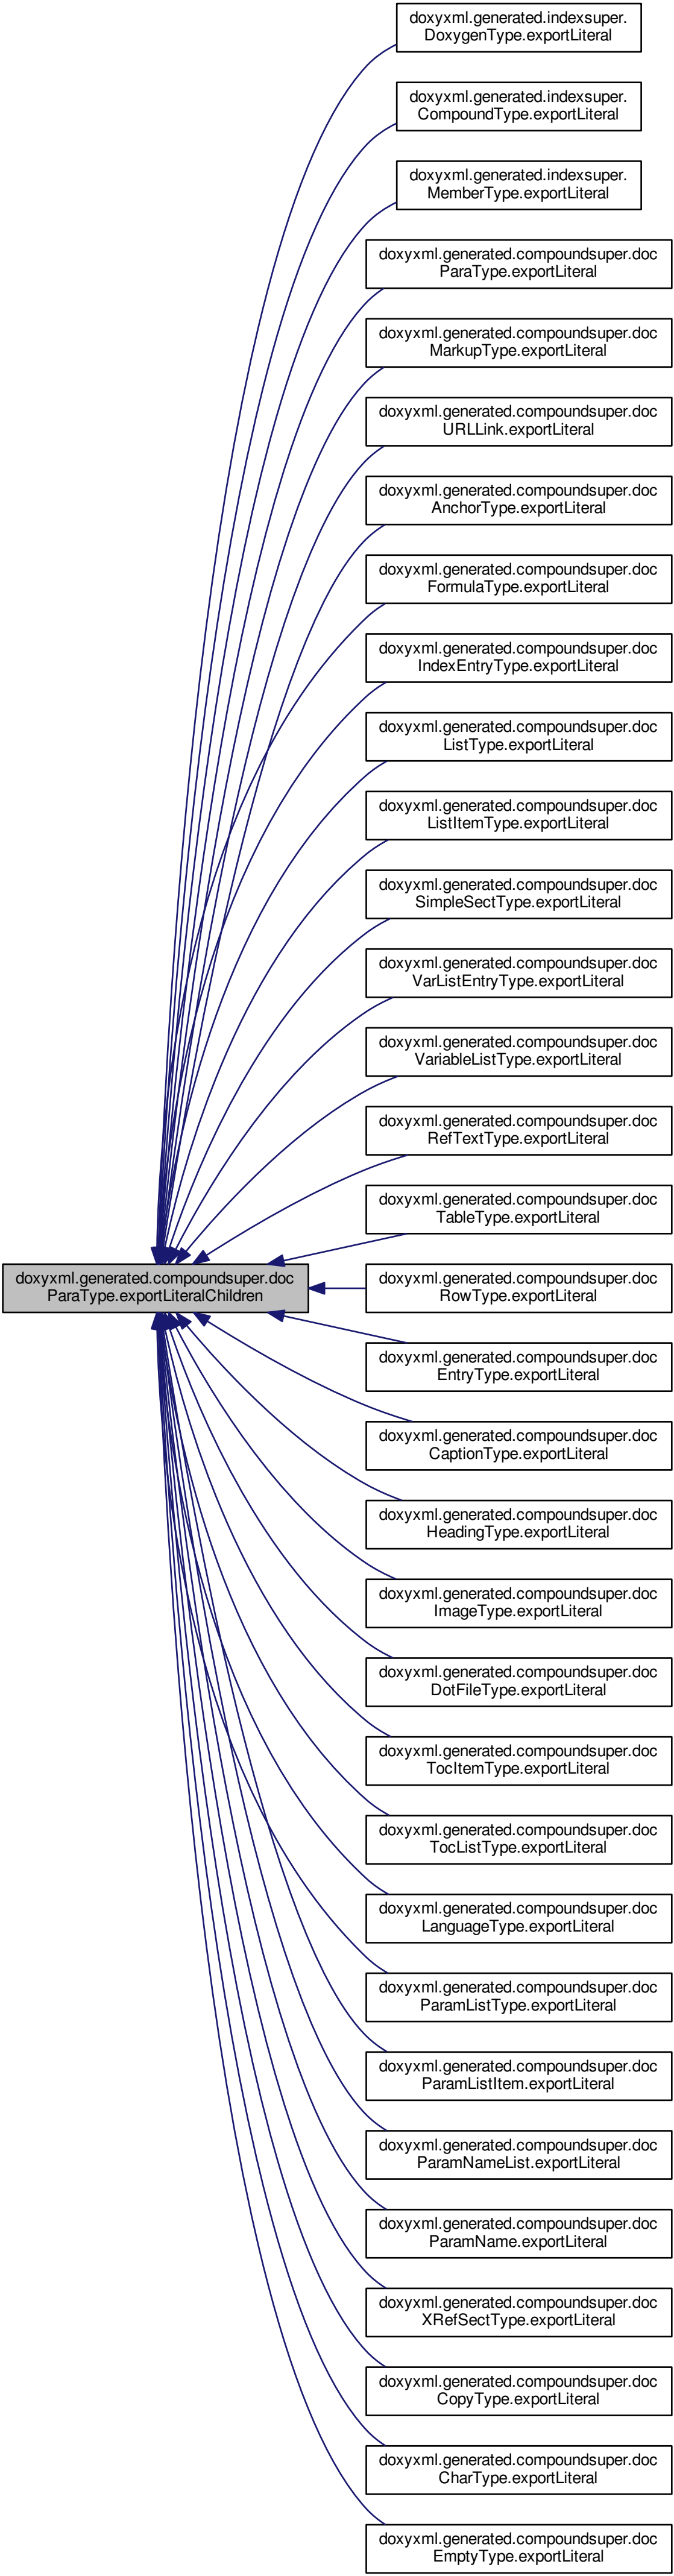 doxyxml.generated.indexsuper.
DoxygenType.exportLiteral
doxyxml.generated.indexsuper.
CompoundType.exportLiteral
doxyxml.generated.indexsuper.
MemberType.exportLiteral
doxyxml.generated.compoundsuper.doc
ParaType.exportLiteral
doxyxml.generated.compoundsuper.doc
MarkupType.exportLiteral
doxyxml.generated.compoundsuper.doc
URLLink.exportLiteral
doxyxml.generated.compoundsuper.doc
AnchorType.exportLiteral
doxyxml.generated.compoundsuper.doc
FormulaType.exportLiteral
doxyxml.generated.compoundsuper.doc
IndexEntryType.exportLiteral
doxyxml.generated.compoundsuper.doc
ListType.exportLiteral
doxyxml.generated.compoundsuper.doc
ListItemType.exportLiteral
doxyxml.generated.compoundsuper.doc
SimpleSectType.exportLiteral
doxyxml.generated.compoundsuper.doc
VarListEntryType.exportLiteral
doxyxml.generated.compoundsuper.doc
VariableListType.exportLiteral
doxyxml.generated.compoundsuper.doc
RefTextType.exportLiteral
doxyxml.generated.compoundsuper.doc
TableType.exportLiteral
doxyxml.generated.compoundsuper.doc
ParaType.exportLiteralChildren
doxyxml.generated.compoundsuper.doc
RowType.exportLiteral
doxyxml.generated.compoundsuper.doc
EntryType.exportLiteral
doxyxml.generated.compoundsuper.doc
CaptionType.exportLiteral
doxyxml.generated.compoundsuper.doc
HeadingType.exportLiteral
doxyxml.generated.compoundsuper.doc
ImageType.exportLiteral
doxyxml.generated.compoundsuper.doc
DotFileType.exportLiteral
doxyxml.generated.compoundsuper.doc
TocItemType.exportLiteral
doxyxml.generated.compoundsuper.doc
TocListType.exportLiteral
doxyxml.generated.compoundsuper.doc
LanguageType.exportLiteral
doxyxml.generated.compoundsuper.doc
ParamListType.exportLiteral
doxyxml.generated.compoundsuper.doc
ParamListItem.exportLiteral
doxyxml.generated.compoundsuper.doc
ParamNameList.exportLiteral
doxyxml.generated.compoundsuper.doc
ParamName.exportLiteral
doxyxml.generated.compoundsuper.doc
XRefSectType.exportLiteral
doxyxml.generated.compoundsuper.doc
CopyType.exportLiteral
doxyxml.generated.compoundsuper.doc
CharType.exportLiteral
doxyxml.generated.compoundsuper.doc
EmptyType.exportLiteral